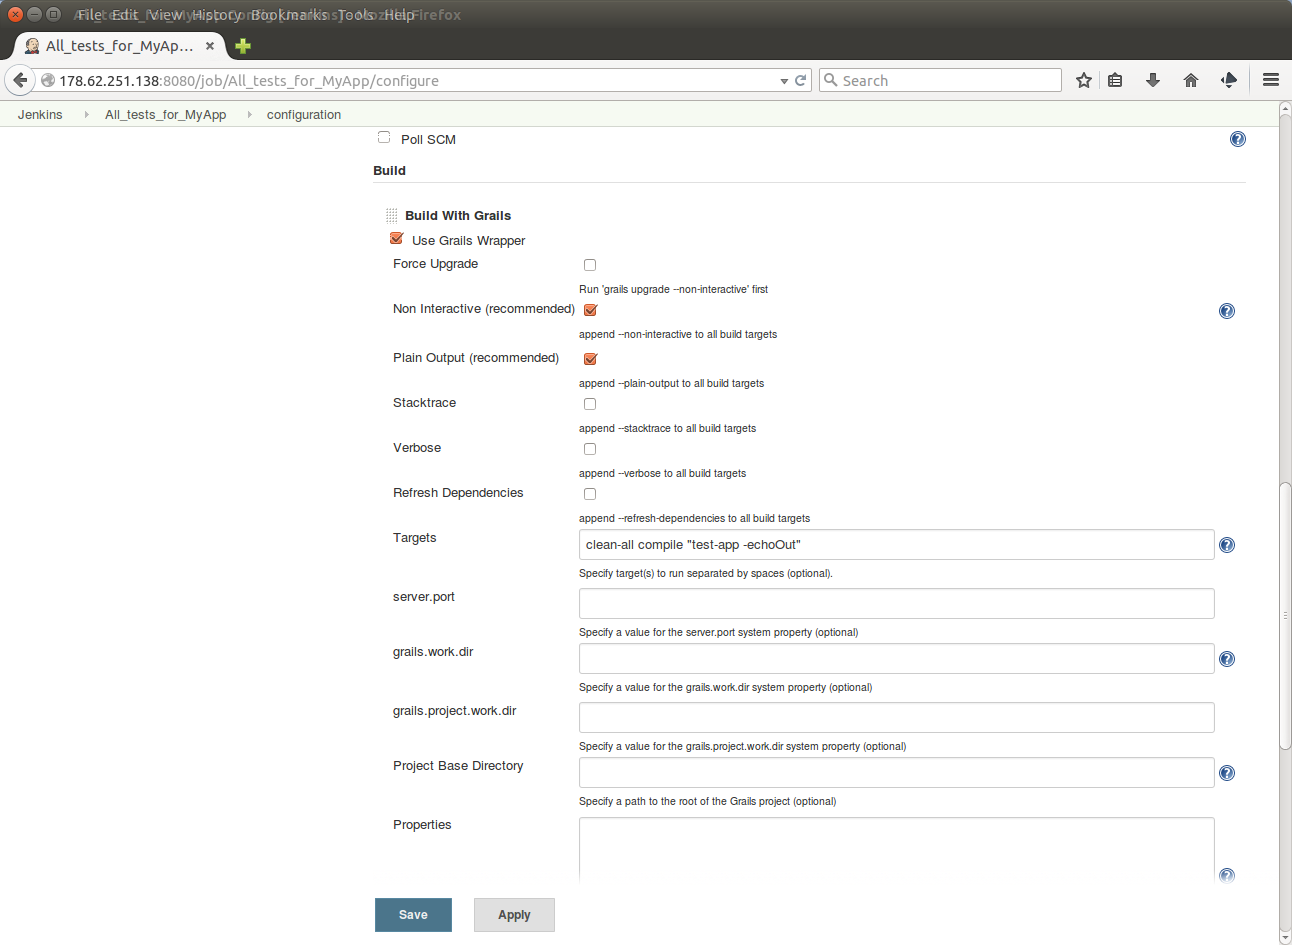 File Edit View History Bookmarks Tools Help
All_tests_for_MyAp...
178.62.251.138:8080/job/All_tests_for_MyApp/configure
Search
Jenkins All_tests_for_MyApp configuration
Poll SCM
Build
Build With Grails
Use Grails Wrapper
Force Upgrade
Run 'grails upgrade --non-interactive' first
Non Interactive (recommended)
append --non-interactive to all build targets
Plain Output (recommended)
append --plain-output to all build targets
Stacktrace
append --stacktrace to all build targets
Verbose
append --verbose to all build targets
Refresh Dependencies
append --refresh-dependencies to all build targets
Targets
clean-all compile "test-app -echoOut"
Specify target(s) to run separated by spaces (optional).
server.port
Specify a value for the server.port system property (optional)
grails.work.dir
Specify a value for the grails.work.dir system property (optional)
grails.project.work.dir
Specify a value for the grails.project.work.dir system property (optional)
Project Base Directory
Specify a path to the root of the Grails project (optional)
Properties
Save Apply